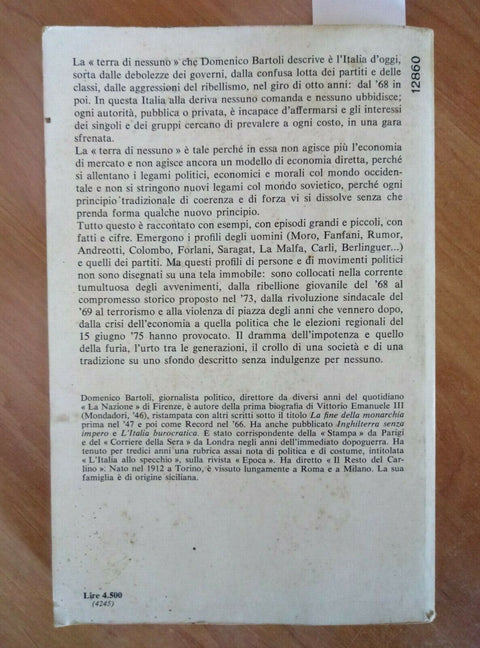 12860
La « terra di nessuno » che Domenico Bartoli descrive è l'Italia d'oggi,
sorta dalle debolezze dei governi, dalla confusa lotta dei partiti e delle
classi, dalle aggressioni del ribellismo, nel giro di otto anni: dal '68 in
poi. In questa Italia alla deriva nessuno comanda e nessuno ubbidisce;
ogni autorità, pubblica o privata, è incapace d'affermarsi e gli interessi
dei singoli e dei gruppi cercano di prevalere a ogni costo, in una gara
sfrenata.
La « terra di nessuno » è tale perché in essa non agisce più l'economia
di mercato e non agisce ancora un modello di economia diretta, perché
si allentano i legami politici, economici e morali col mondo occiden-
tale e non si stringono nuovi legami col mondo sovietico, perché ogni
principio tradizionale di coerenza e di forza vi si dissolve senza che
prenda forma qualche nuovo principio.
Tutto questo è raccontato con esempi, con episodi grandi e piccoli, con
fatti e cifre. Emergono i profili degli uomini (Moro, Fanfani, Rumor,
Andreotti, Colombo, Forlani, Saragat, La Malfa, Carli, Berlinguer...)
e quelli dei partiti. Ma questi profili di persone e di movimenti politici
non sono disegnati su una tela immobile: sono collocati nella corrente
tumultuosa degli avvenimenti, dalla ribellione giovanile del '68 al
compromesso storico proposto nel '73, dalla rivoluzione sindacale del
'69 al terrorismo e alla violenza di piazza degli anni che vennero dopo,
dalla crisi dell'economia a quella politica che le elezioni regionali del
15 giugno '75 hanno provocato. Il dramma dell'impotenza e quello
della furia, l'urto tra le generazioni, il crollo di una società e di una
tradizione su uno sfondo descritto senza indulgenze per nessuno.
Domenico Bartoli, giornalista politico, direttore da diversi anni del quotidiano
« La Nazione » di Firenze, è autore della prima biografia di Vittorio Emanuele III
(Mondadori, '46), ristampata con altri scritti sotto il titolo La fine della monarchia
prima nel '47 e poi come Record nel '66. Ha anche pubblicato Inghilterra senza
impero e L'Italia burocratica. È stato corrispondente della « Stampa » da Parigi
e del « Corriere della Sera » da Londra negli anni dell'immediato dopoguerra. Ha
tenuto per tredici anni una rubrica assai nota di politica e di costume, intitolata
« L'Italia allo specchio », sulla rivista « Epoca ». Ha diretto « Il Resto del Car-
lino ». Nato nel 1912 a Torino, è vissuto lungamente a Roma e a Milano. La sua
famiglia è di origine siciliana.
Lire 4.500
(4245)